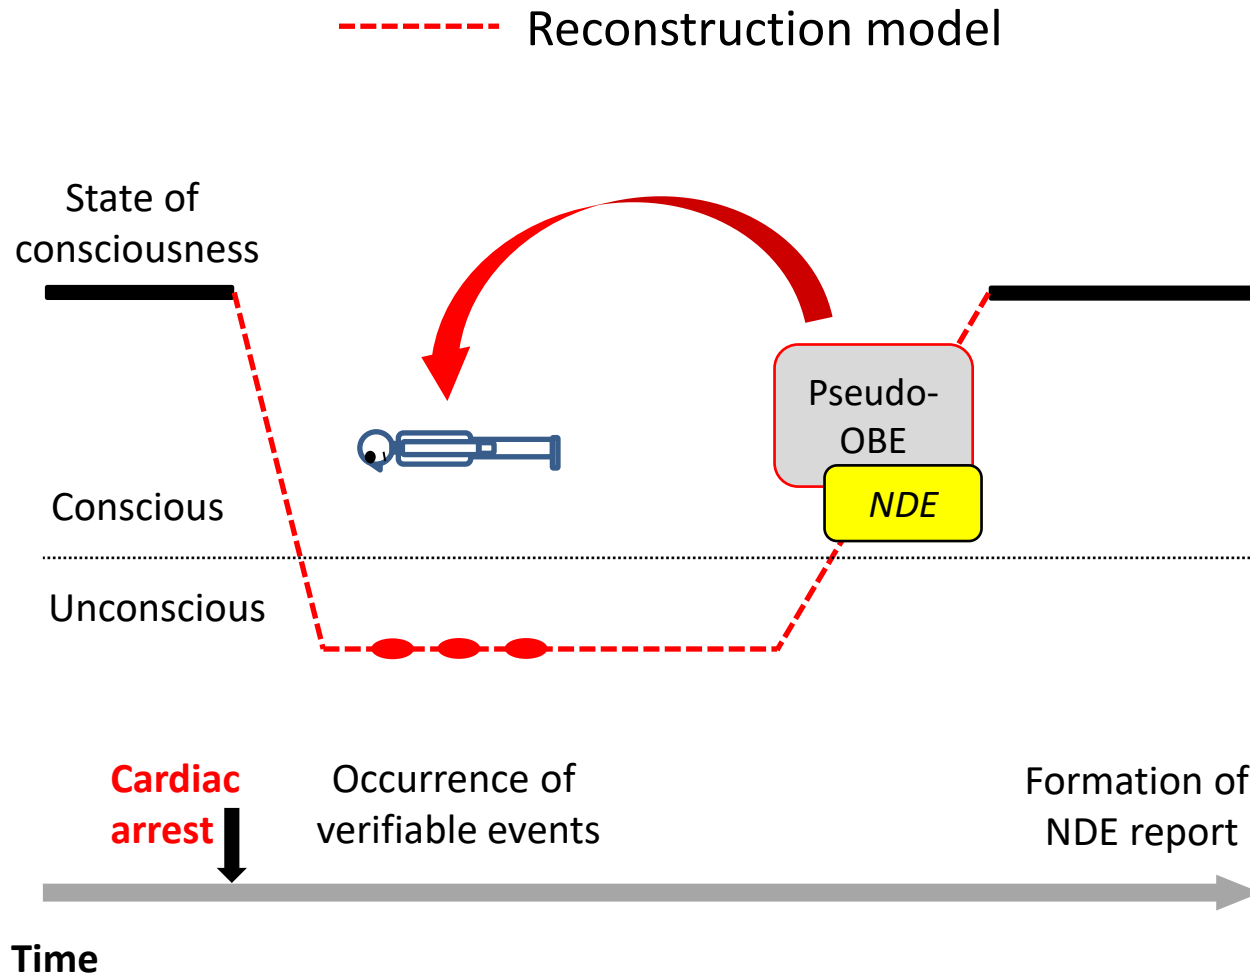 Reconstruction model
State of
consciousness
Pseudo-
OBE
NDE
Conscious
Unconscious
Cardiac
arrest
Occurrence of
verifiable events
Formation of
NDE report
Time